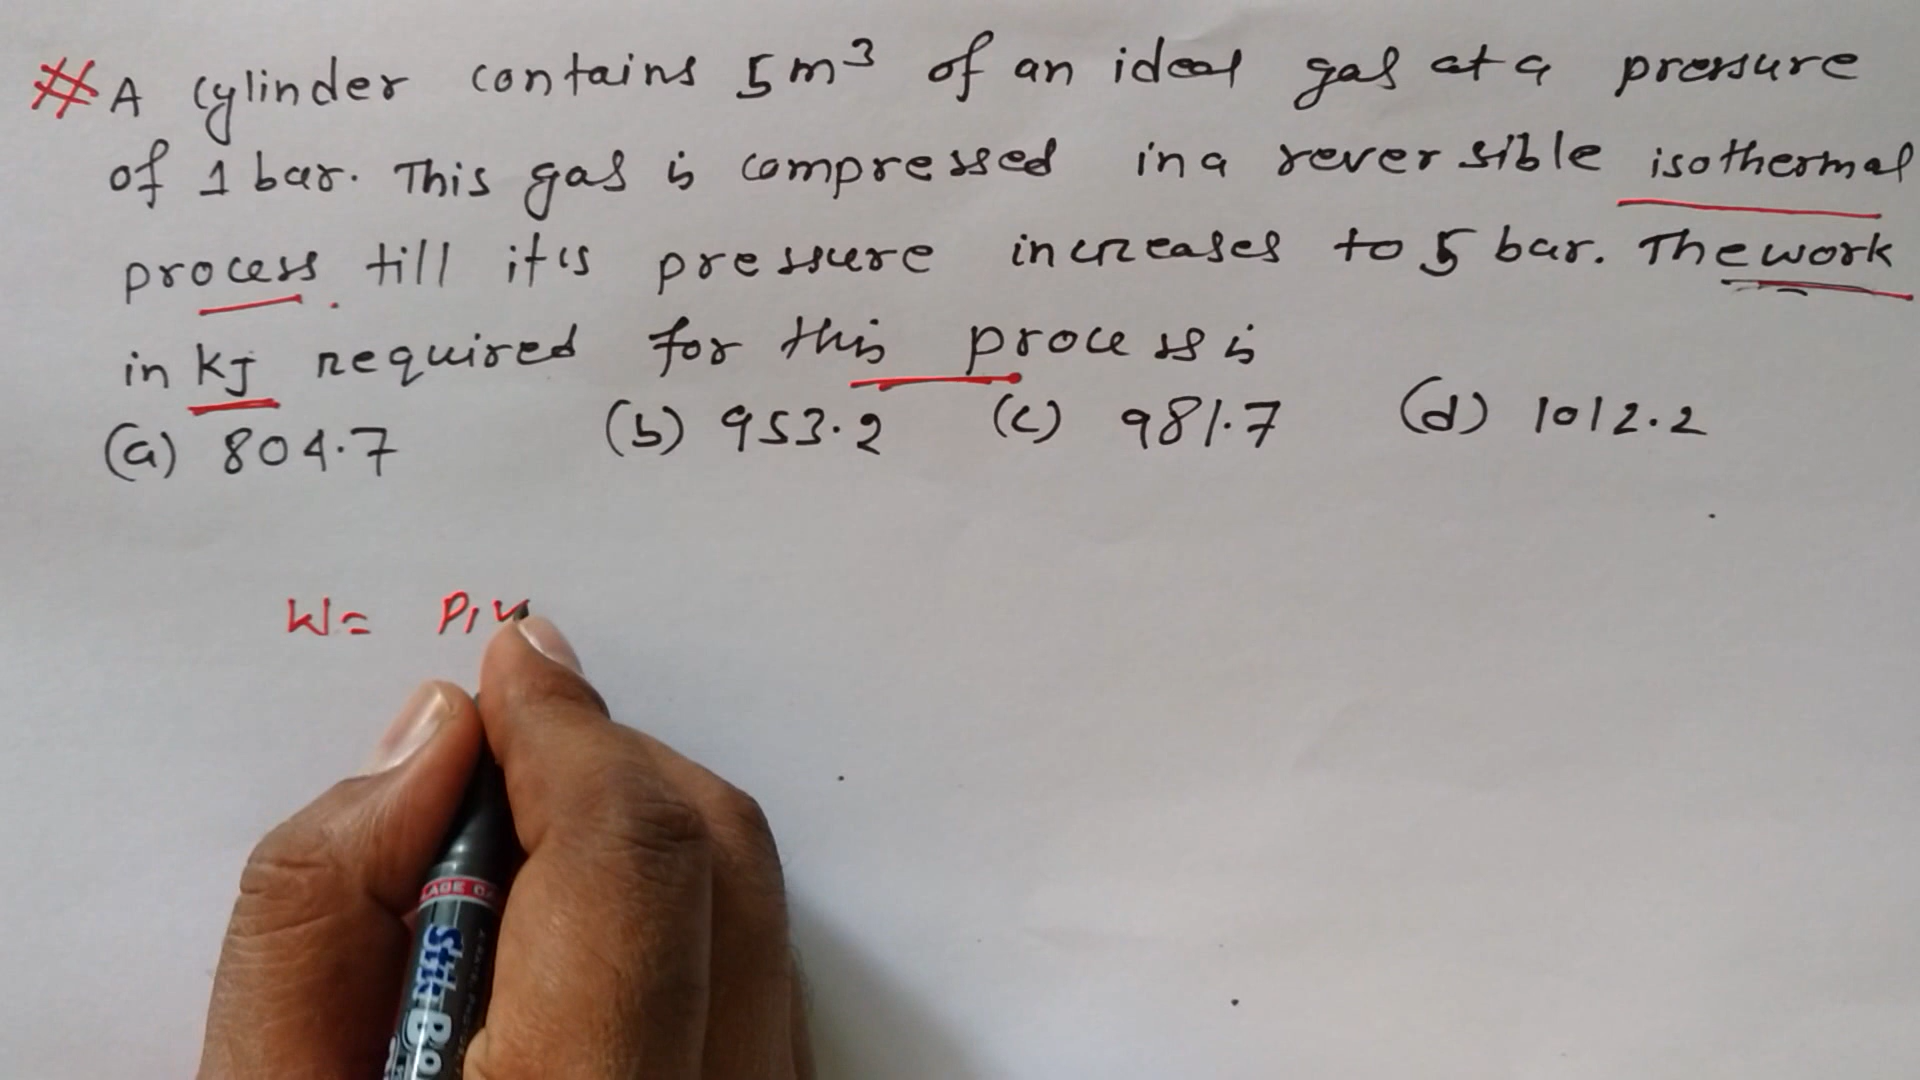 # A cylinder contains 5m³ of an ideal gas at a pressure
of 1 bar. This gas is compressed in a reversible isothermal
process till it's pressure increases to 5 bar. The work
in kJ required for this process is
(a) 804.7 (b) 953.2 (c) 981.7 (d) 1012.2
W = P₁V
Stic